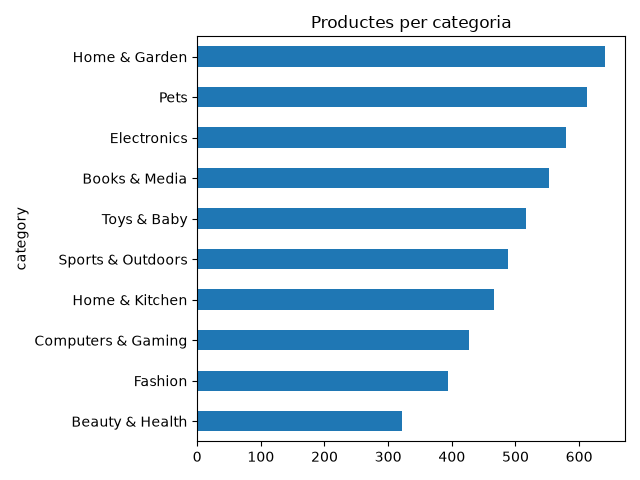 Productes per categoria
category
Home & Garden
Pets
Electronics
Books & Media
Toys & Baby
Sports & Outdoors
Home & Kitchen
Computers & Gaming
Fashion
Beauty & Health
0 100 200 300 400 500 600